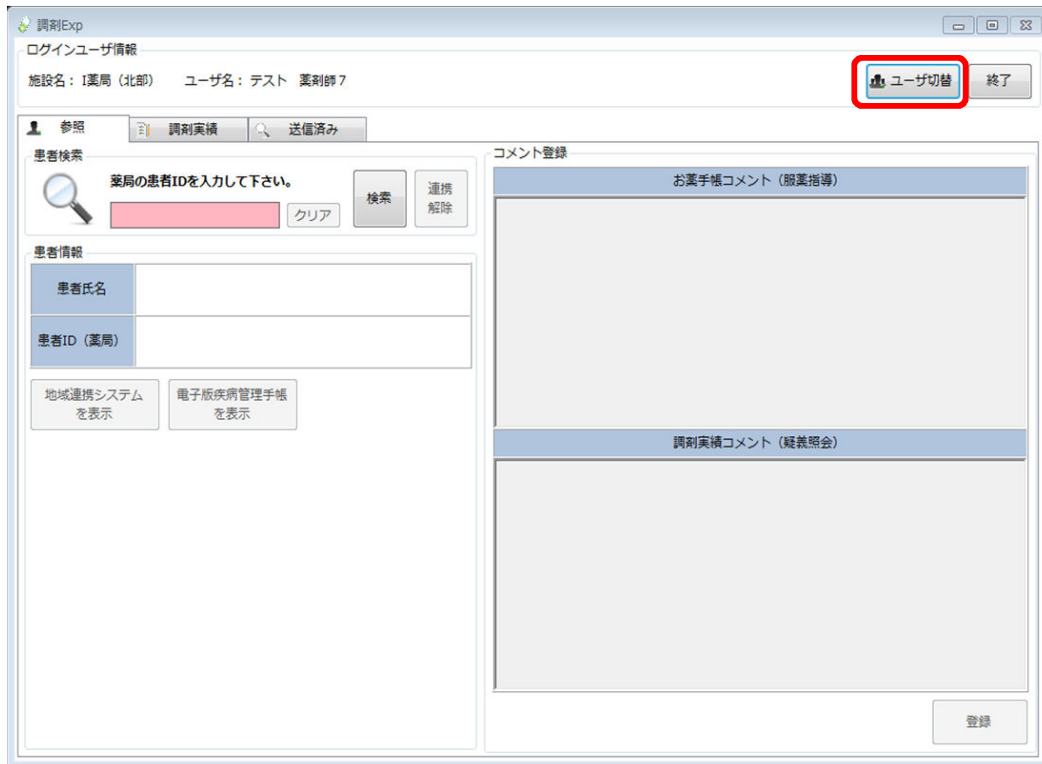 調剤Exp
ログインユーザ情報
施設名： I薬局（北部） ユーザ名： テスト 薬剤師７
ユーザ切替
終了
参照
調剤実績
送信済み
患者検索
薬局の患者IDを入力して下さい。
クリア
検索
連携
解除
患者情報
患者氏名
患者ID（薬局）
地域連携システム
を表示
電子版疾病管理手帳
を表示
コメント登録
お薬手帳コメント（服薬指導）
調剤実績コメント（疑義照会）
登録